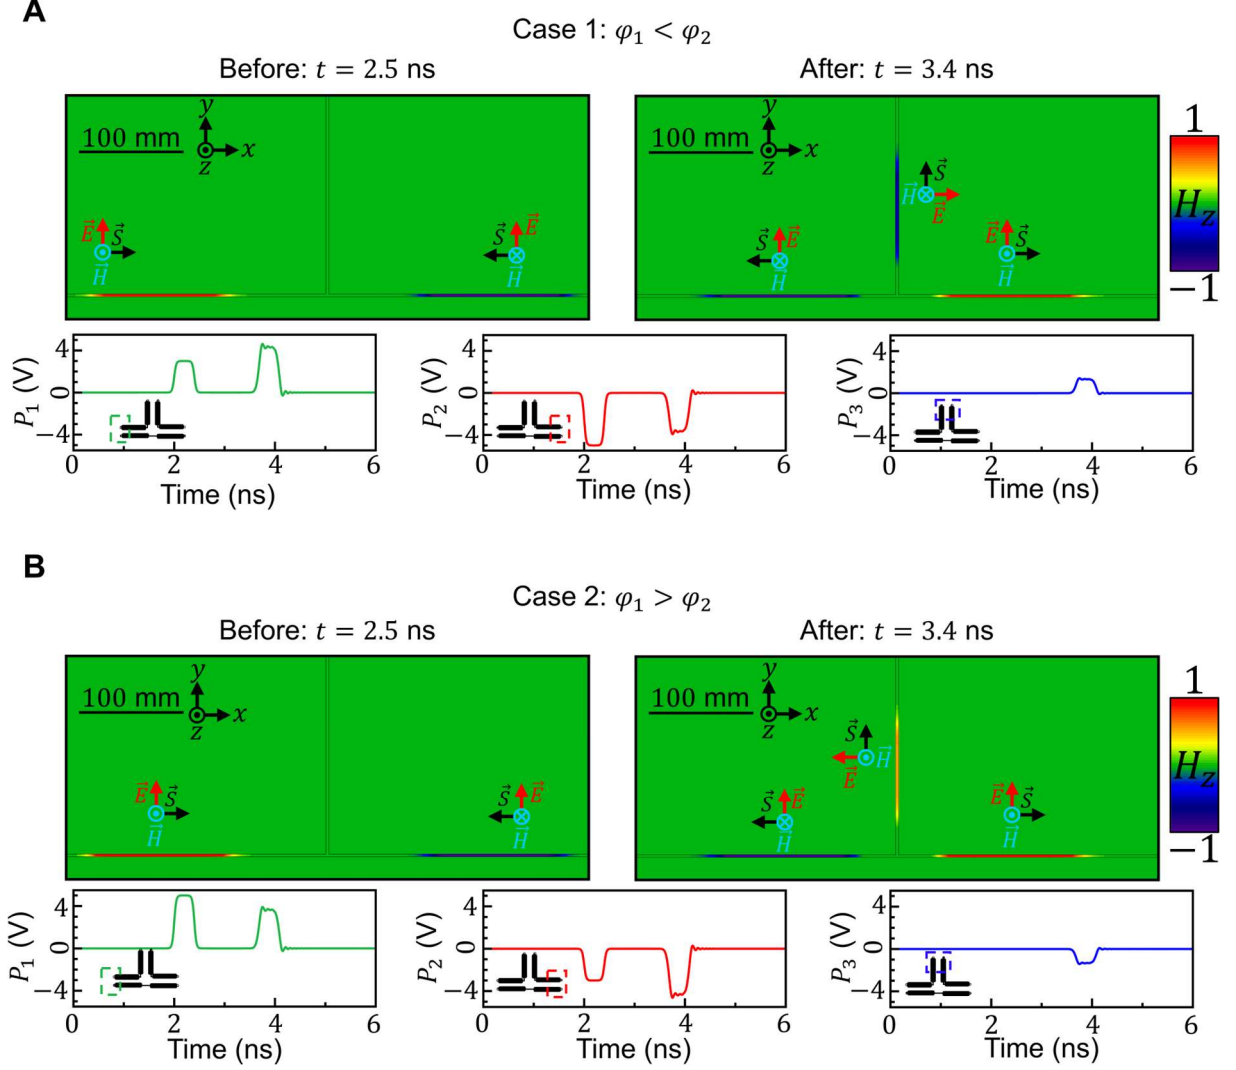 A
Case 1: φ₁ < φ₂
Before: t = 2.5 ns
After: t = 3.4 ns
100 mm
y
x
z
E⃗
S⃗
H⃗
S⃗
E⃗
H⃗
100 mm
y
x
z
S⃗
H⃗
E⃗
S⃗
E⃗
H⃗
E⃗
S⃗
H⃗
1
H_z
−1
P₁ (V)
4
0
−4
0 2 4 6
Time (ns)
P₂ (V)
4
0
−4
0 2 4 6
Time (ns)
P₃ (V)
4
0
−4
0 2 4 6
Time (ns)
B
Case 2: φ₁ > φ₂
Before: t = 2.5 ns
After: t = 3.4 ns
100 mm
y
x
z
E⃗
S⃗
H⃗
S⃗
E⃗
H⃗
100 mm
y
x
z
S⃗
H⃗
E⃗
S⃗
E⃗
H⃗
E⃗
S⃗
H⃗
1
H_z
−1
P₁ (V)
4
0
−4
0 2 4 6
Time (ns)
P₂ (V)
4
0
−4
0 2 4 6
Time (ns)
P₃ (V)
4
0
−4
0 2 4 6
Time (ns)